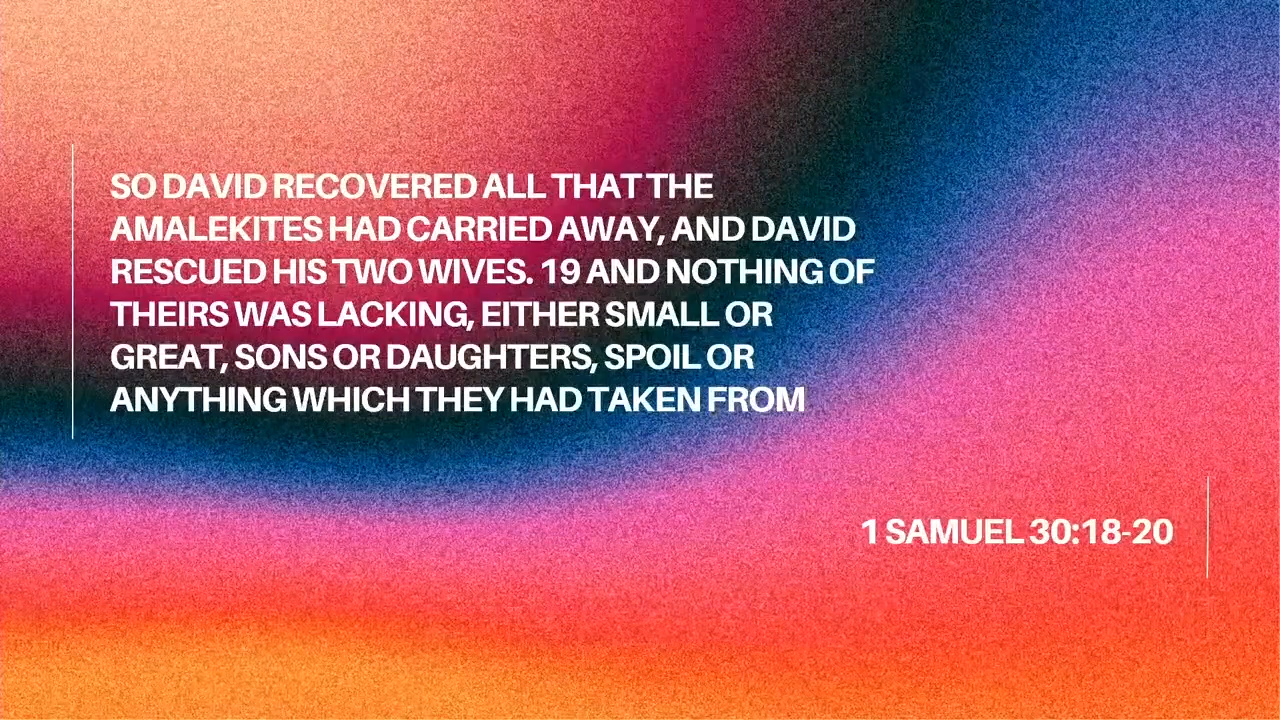 SO DAVID RECOVERED ALL THAT THE
AMALEKITES HAD CARRIED AWAY, AND DAVID
RESCUED HIS TWO WIVES. 19 AND NOTHING OF
THEIRS WAS LACKING, EITHER SMALL OR
GREAT, SONS OR DAUGHTERS, SPOIL OR
ANYTHING WHICH THEY HAD TAKEN FROM
1 SAMUEL 30:18-20